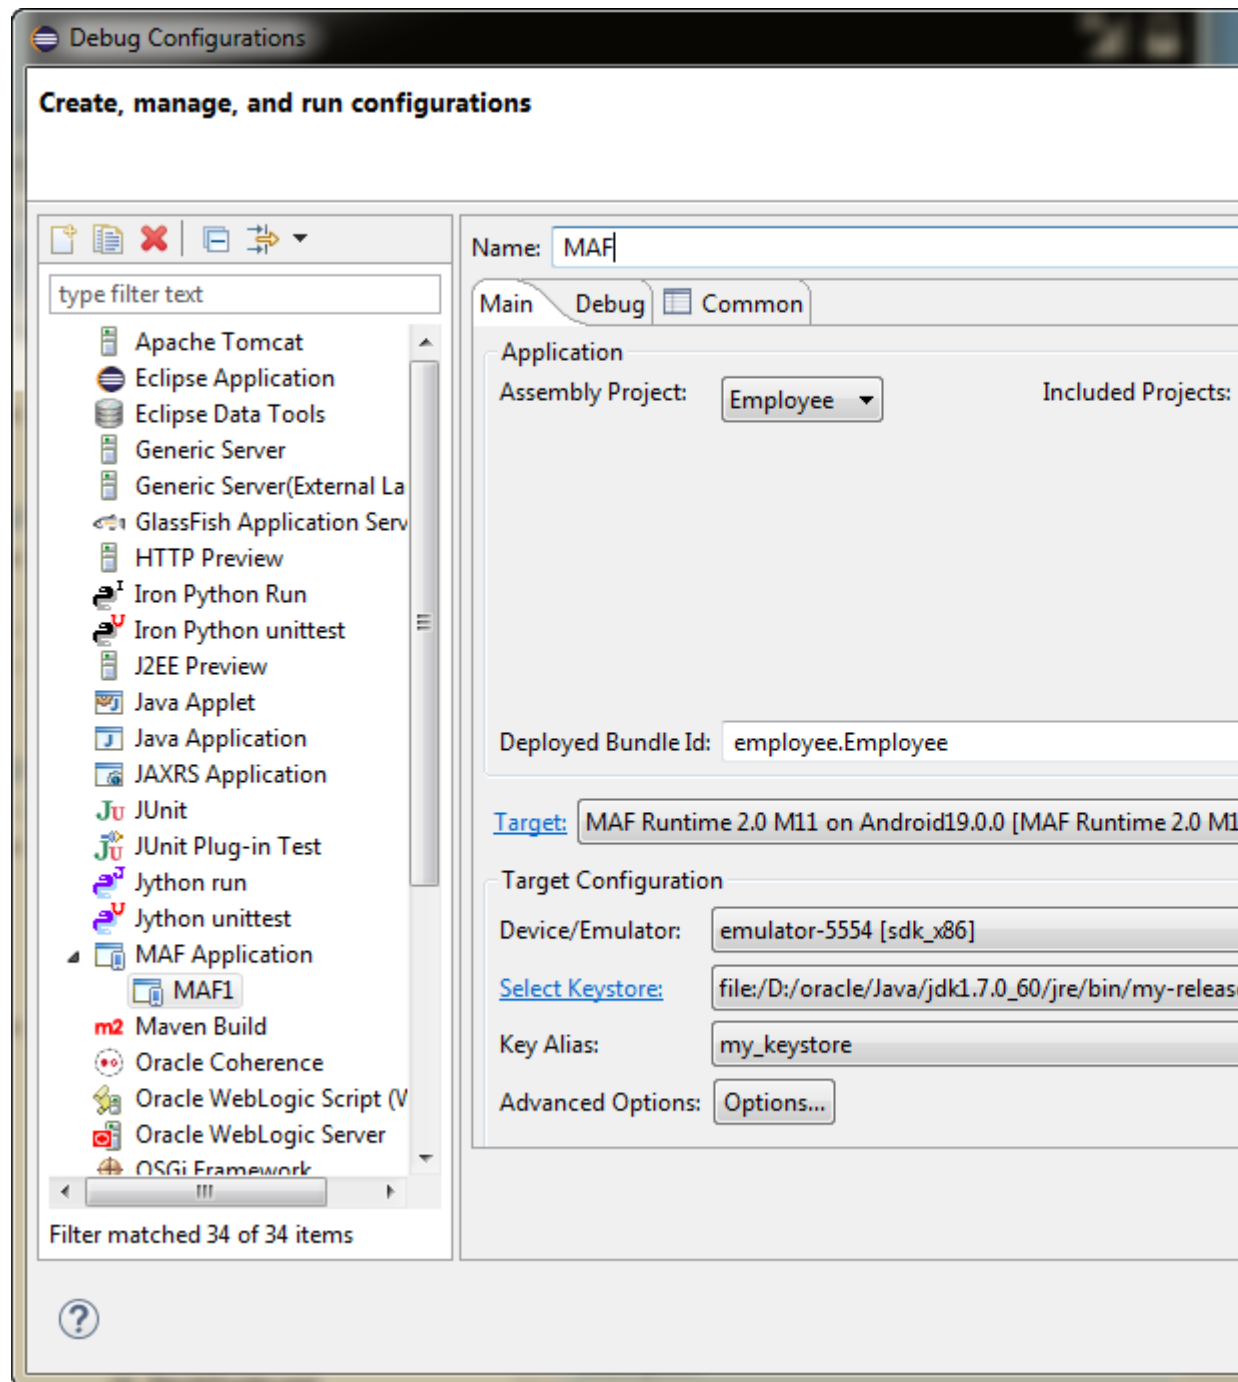 Debug Configurations
Create, manage, and run configurations
type filter text
Apache Tomcat
Eclipse Application
Eclipse Data Tools
Generic Server
Generic Server(External La
GlassFish Application Serv
HTTP Preview
Iron Python Run
Iron Python unittest
J2EE Preview
Java Applet
Java Application
JAXRS Application
JUnit
JUnit Plug-in Test
Jython run
Jython unittest
MAF Application
MAF1
m2 Maven Build
Oracle Coherence
Oracle WebLogic Script (W
Oracle WebLogic Server
OSGi Framework
Filter matched 34 of 34 items
Name: MAF
Main Debug Common
Application
Assembly Project: Employee Included Projects:
Deployed Bundle Id: employee.Employee
Target: MAF Runtime 2.0 M11 on Android19.0.0 [MAF Runtime 2.0 M1
Target Configuration
Device/Emulator: emulator-5554 [sdk_x86]
Select Keystore: file:/D:/oracle/Java/jdk1.7.0_60/jre/bin/my-releas
Key Alias: my_keystore
Advanced Options: Options...